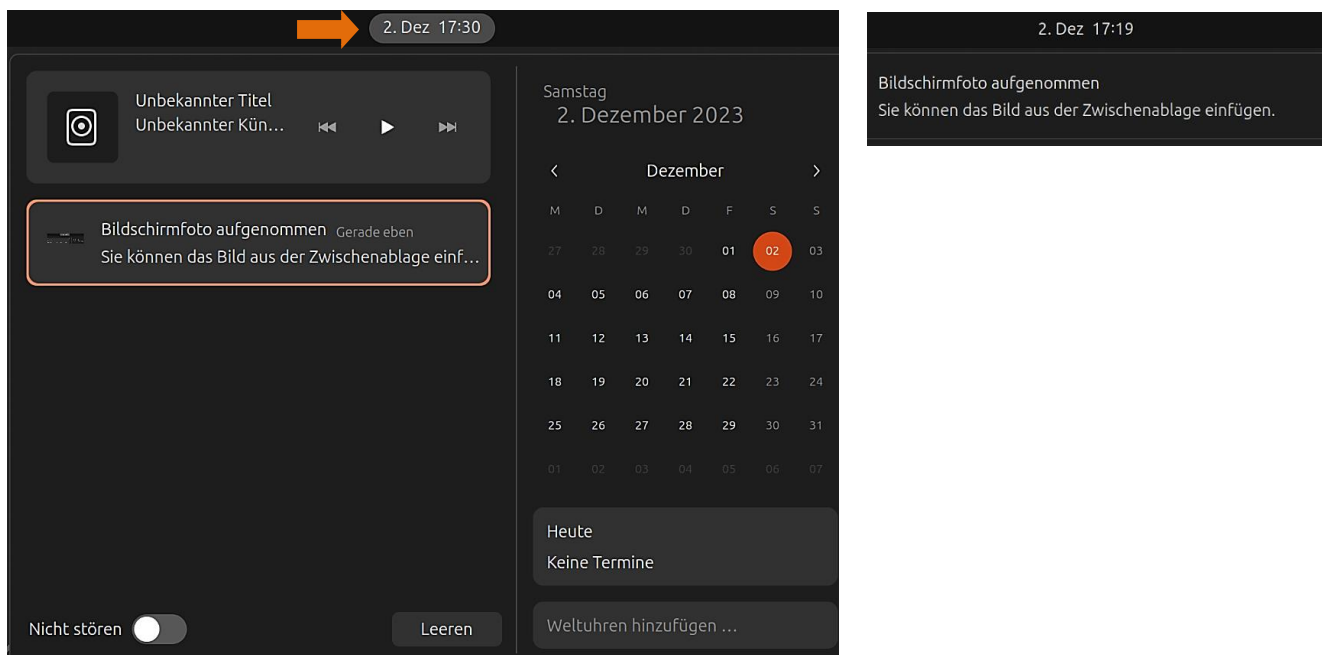 2. Dez 17:30
Unbekannter Titel
Unbekannter Kün...
Bildschirmfoto aufgenommen Gerade eben
Sie können das Bild aus der Zwischenablage einf...
Nicht stören
Leeren
Samstag
2. Dezember 2023
Dezember
M D M D F S S
27 28 29 30 01 02 03
04 05 06 07 08 09 10
11 12 13 14 15 16 17
18 19 20 21 22 23 24
25 26 27 28 29 30 31
01 02 03 04 05 06 07
Heute
Keine Termine
Weltuhren hinzufügen ...
2. Dez 17:19
Bildschirmfoto aufgenommen
Sie können das Bild aus der Zwischenablage einfügen.